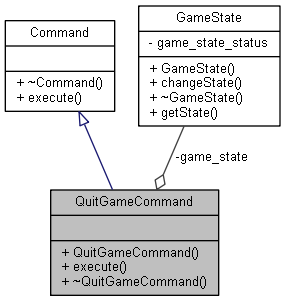 Command
+ ~Command()
+ execute()
GameState
- game_state_status
+ GameState()
+ changeState()
+ ~GameState()
+ getState()
-game_state
QuitGameCommand
+ QuitGameCommand()
+ execute()
+ ~QuitGameCommand()